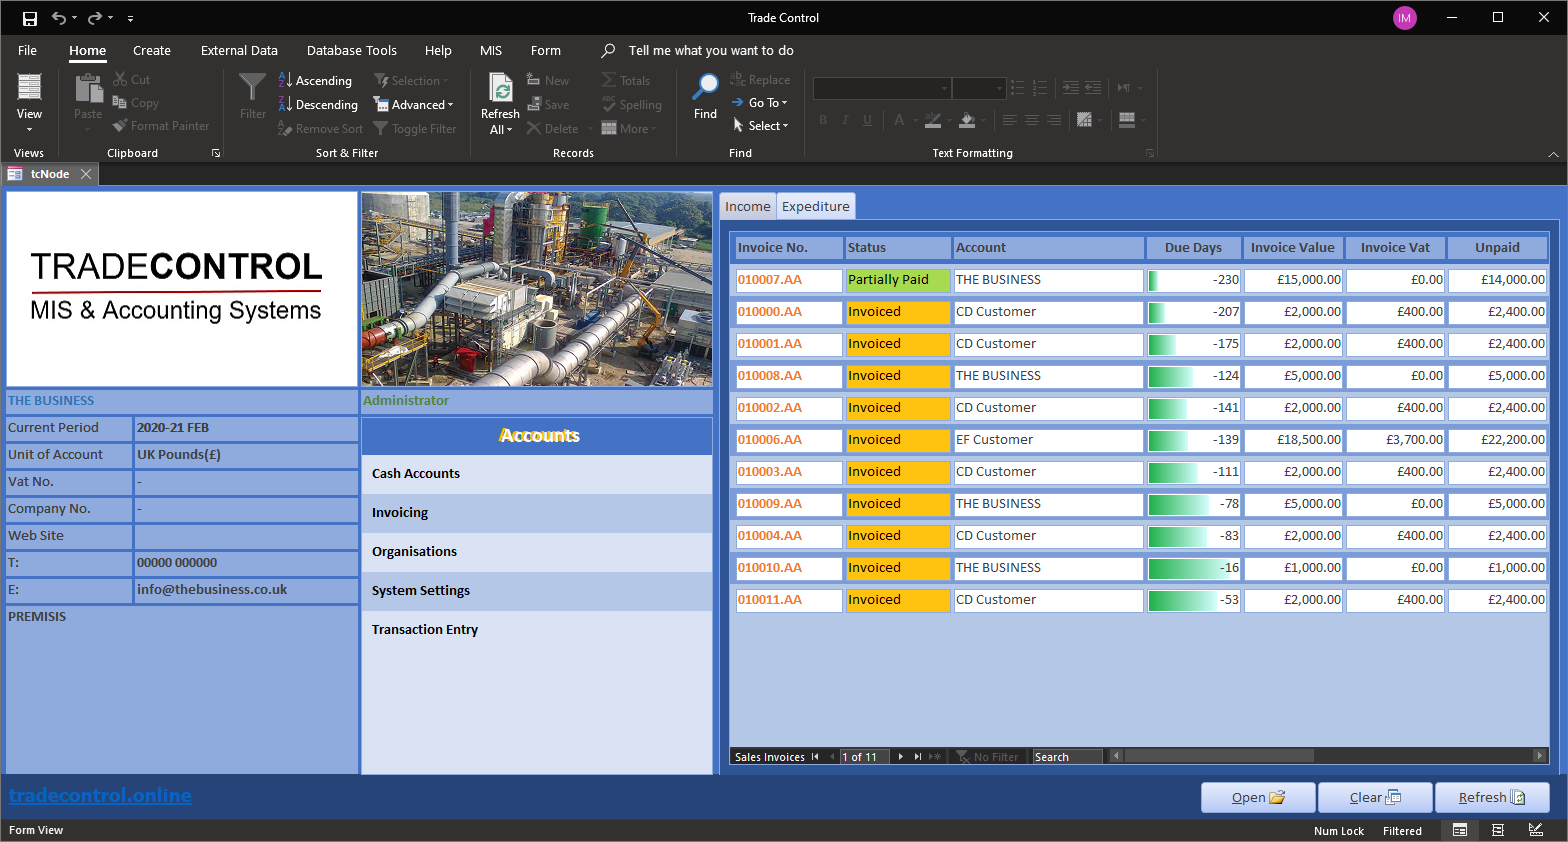 Trade Control
IM
File Home Create External Data Database Tools Help MIS Form Tell me what you want to do
View
Views
Paste
Cut
Copy
Format Painter
Clipboard
Filter
Ascending
Descending
Remove Sort
Selection
Advanced
Toggle Filter
Sort & Filter
Refresh
All
New
Save
Delete
Totals
Spelling
More
Records
Find
Replace
Go To
Select
Find
B I U A
Text Formatting
tcNode
TRADECONTROL
MIS & Accounting Systems
THE BUSINESS
Current Period 2020-21 FEB
Unit of Account UK Pounds(£)
Vat No. -
Company No. -
Web Site
T: 00000 000000
E: info@thebusiness.co.uk
PREMISIS
Administrator
Accounts
Cash Accounts
Invoicing
Organisations
System Settings
Transaction Entry
Income Expediture
Invoice No. Status Account Due Days Invoice Value Invoice Vat Unpaid
010007.AA Partially Paid THE BUSINESS -230 £15,000.00 £0.00 £14,000.00
010000.AA Invoiced CD Customer -207 £2,000.00 £400.00 £2,400.00
010001.AA Invoiced CD Customer -175 £2,000.00 £400.00 £2,400.00
010008.AA Invoiced THE BUSINESS -124 £5,000.00 £0.00 £5,000.00
010002.AA Invoiced CD Customer -141 £2,000.00 £400.00 £2,400.00
010006.AA Invoiced EF Customer -139 £18,500.00 £3,700.00 £22,200.00
010003.AA Invoiced CD Customer -111 £2,000.00 £400.00 £2,400.00
010009.AA Invoiced THE BUSINESS -78 £5,000.00 £0.00 £5,000.00
010004.AA Invoiced CD Customer -83 £2,000.00 £400.00 £2,400.00
010010.AA Invoiced THE BUSINESS -16 £1,000.00 £0.00 £1,000.00
010011.AA Invoiced CD Customer -53 £2,000.00 £400.00 £2,400.00
Sales Invoices 1 of 11 No Filter Search
tradecontrol.online
Open Clear Refresh
Form View
Num Lock Filtered